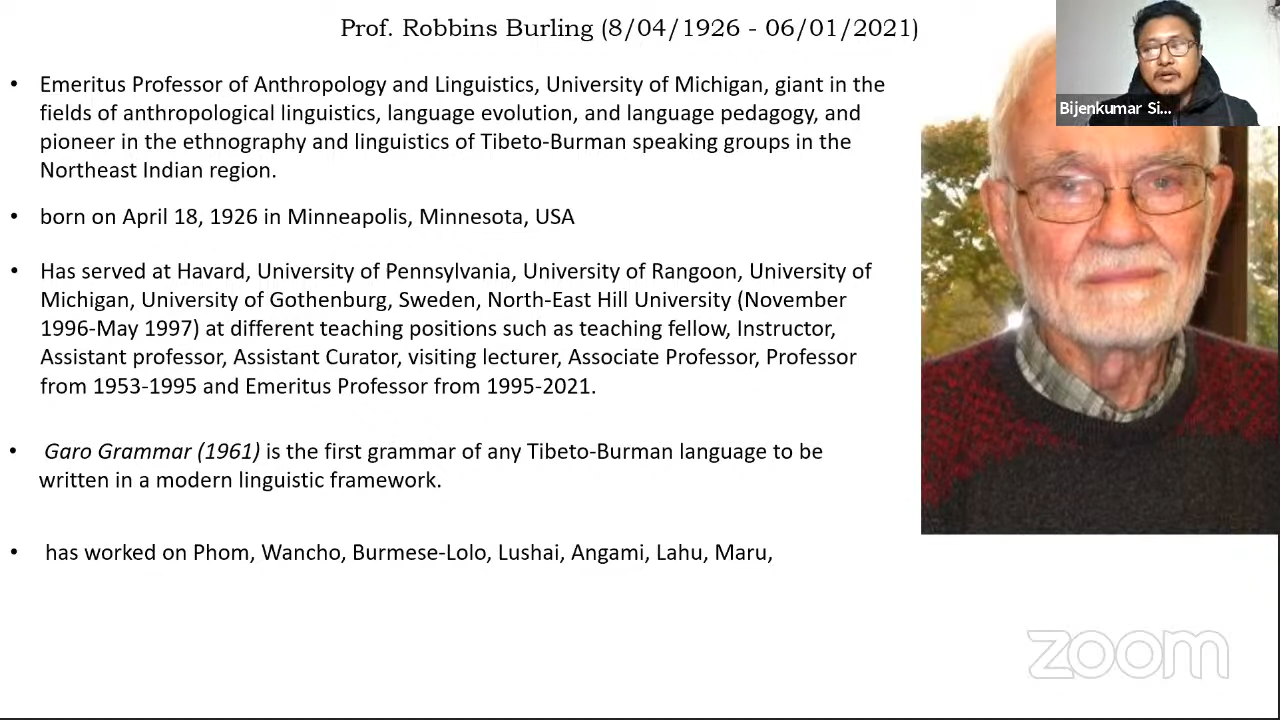 Prof. Robbins Burling (8/04/1926 - 06/01/2021)
Bijenkumar Si...
• Emeritus Professor of Anthropology and Linguistics, University of Michigan, giant in the
fields of anthropological linguistics, language evolution, and language pedagogy, and
pioneer in the ethnography and linguistics of Tibeto-Burman speaking groups in the
Northeast Indian region.
• born on April 18, 1926 in Minneapolis, Minnesota, USA
• Has served at Havard, University of Pennsylvania, University of Rangoon, University of
Michigan, University of Gothenburg, Sweden, North-East Hill University (November
1996-May 1997) at different teaching positions such as teaching fellow, Instructor,
Assistant professor, Assistant Curator, visiting lecturer, Associate Professor, Professor
from 1953-1995 and Emeritus Professor from 1995-2021.
• Garo Grammar (1961) is the first grammar of any Tibeto-Burman language to be
written in a modern linguistic framework.
• has worked on Phom, Wancho, Burmese-Lolo, Lushai, Angami, Lahu, Maru,
zoom